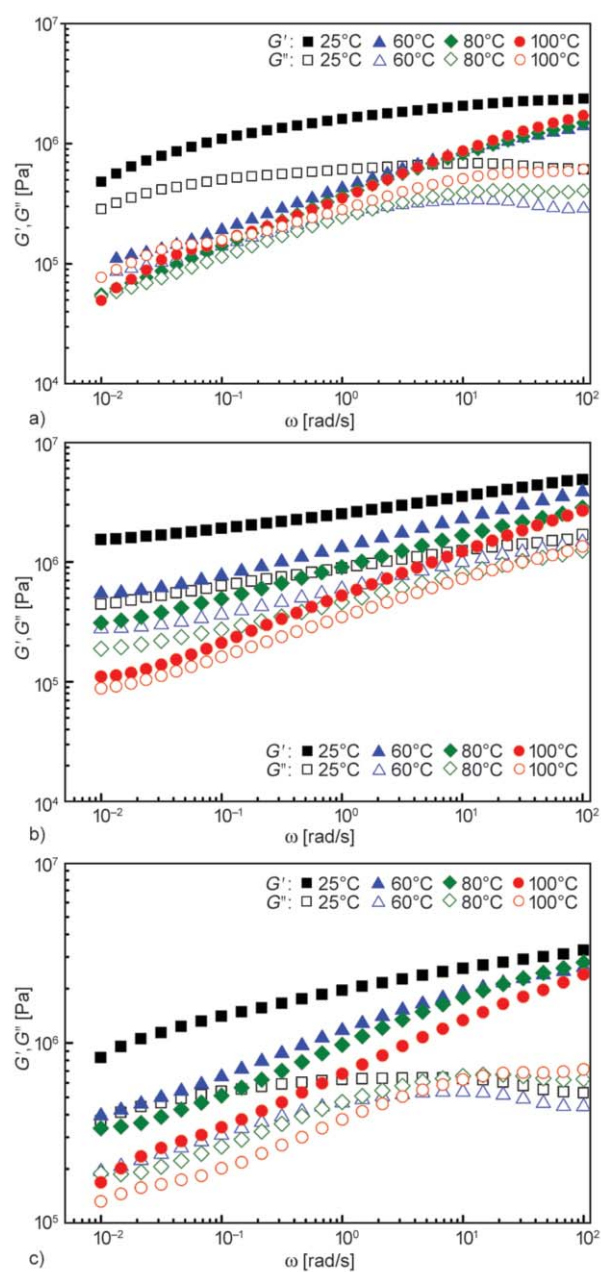 10⁷
G′: ■ 25°C ▲ 60°C ◆ 80°C ● 100°C
G″: □ 25°C △ 60°C ◇ 80°C ○ 100°C
10⁶
G′, G″ [Pa]
10⁵
10⁴
10⁻² 10⁻¹ 10⁰ 10¹ 10²
a) ω [rad/s]
10⁷
10⁶
G′, G″ [Pa]
10⁵
G′: ■ 25°C ▲ 60°C ◆ 80°C ● 100°C
G″: □ 25°C △ 60°C ◇ 80°C ○ 100°C
10⁴
10⁻² 10⁻¹ 10⁰ 10¹ 10²
b) ω [rad/s]
10⁷
G′: ■ 25°C ▲ 60°C ◆ 80°C ● 100°C
G″: □ 25°C △ 60°C ◇ 80°C ○ 100°C
G′, G″ [Pa]
10⁶
10⁵
10⁻² 10⁻¹ 10⁰ 10¹ 10²
c) ω [rad/s]